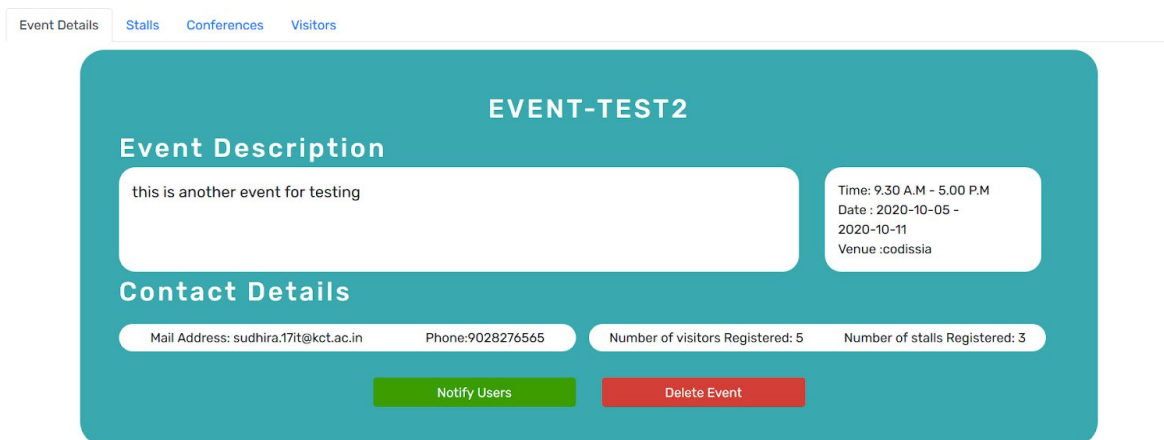 Event Details Stalls Conferences Visitors
EVENT-TEST2
Event Description
this is another event for testing
Time: 9.30 A.M - 5.00 P.M
Date : 2020-10-05 -
2020-10-11
Venue :codissia
Contact Details
Mail Address: sudhira.17it@kct.ac.in Phone:9028276565 Number of visitors Registered: 5 Number of stalls Registered: 3
Notify Users Delete Event